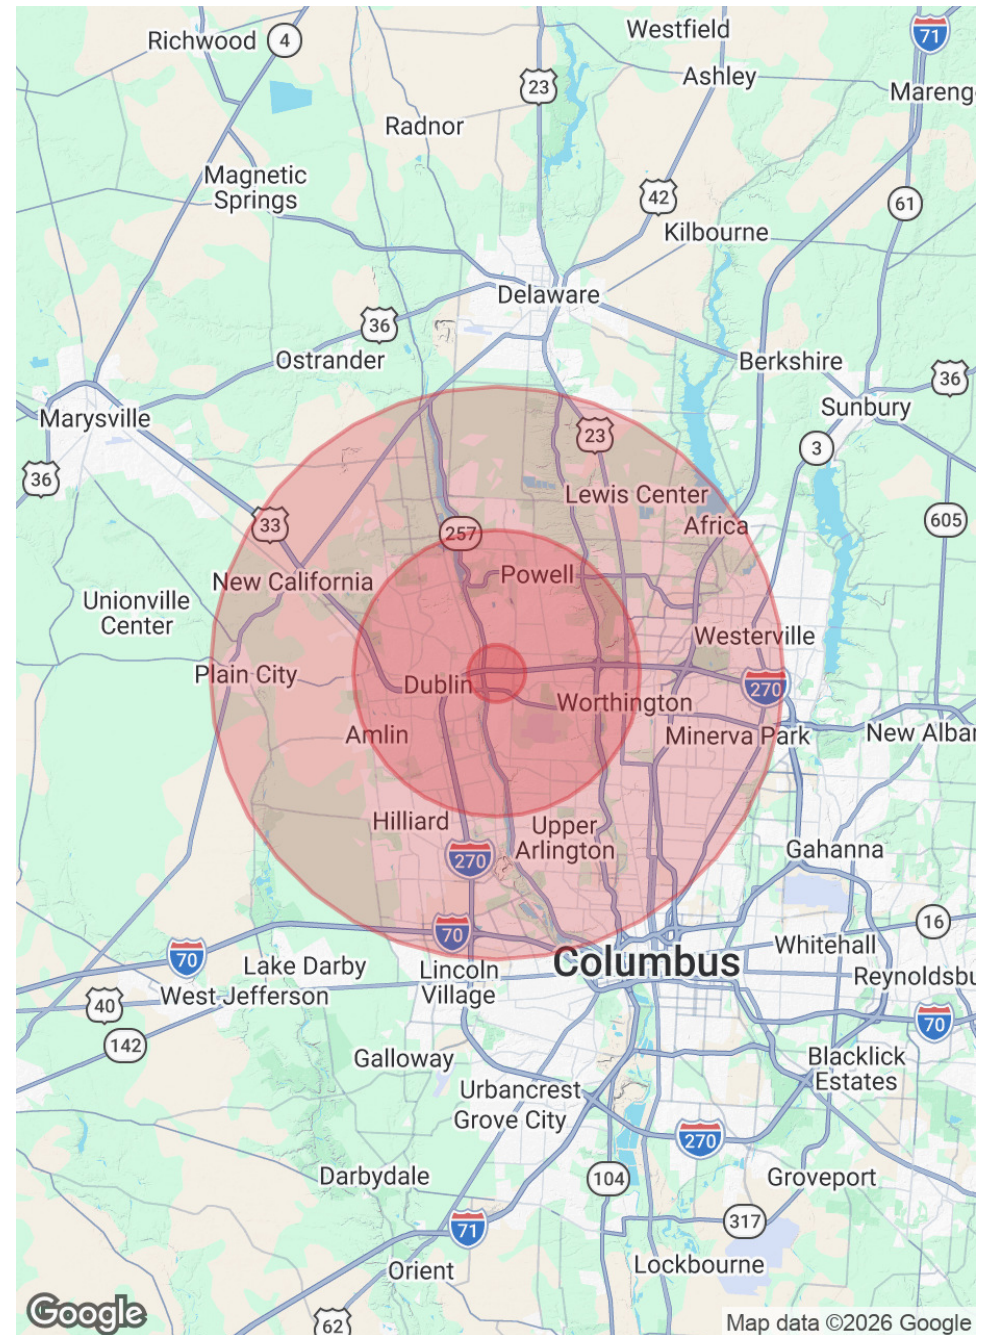 Westfield
Richwood
4
71
Ashley
23
Mareng
Radnor
Magnetic
Springs
42
61
Kilbourne
Delaware
36
Ostrander
Berkshire
36
Marysville
Sunbury
23
3
36
Lewis Center
33
Africa
605
257
New California
Powell
Unionville
Center
Westerville
Plain City
Dublin
270
Worthington
Amlin
Minerva Park
New Albar
Hilliard
Upper
Arlington
270
Gahanna
16
70
Whitehall
70
Lake Darby
Columbus
Lincoln
Village
Reynoldsbu
West Jefferson
40
70
142
Galloway
Blacklick
Estates
Urbancrest
Grove City
270
Darbydale
104
Groveport
71
317
Orient
Lockbourne
Google
62
Map data ©2026 Google